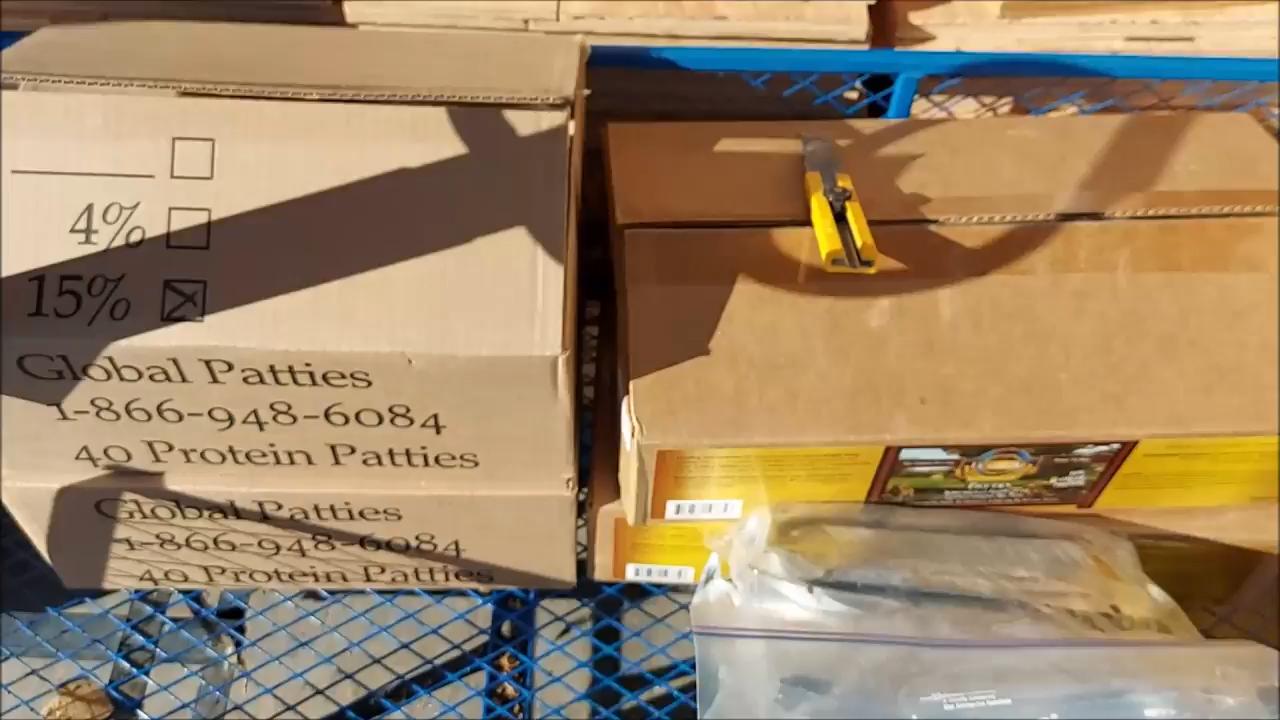 4%
15%
Global Patties
1-866-948-6084
40 Protein Patties
Global Patties
1-866-948-6084
40 Protein Patties